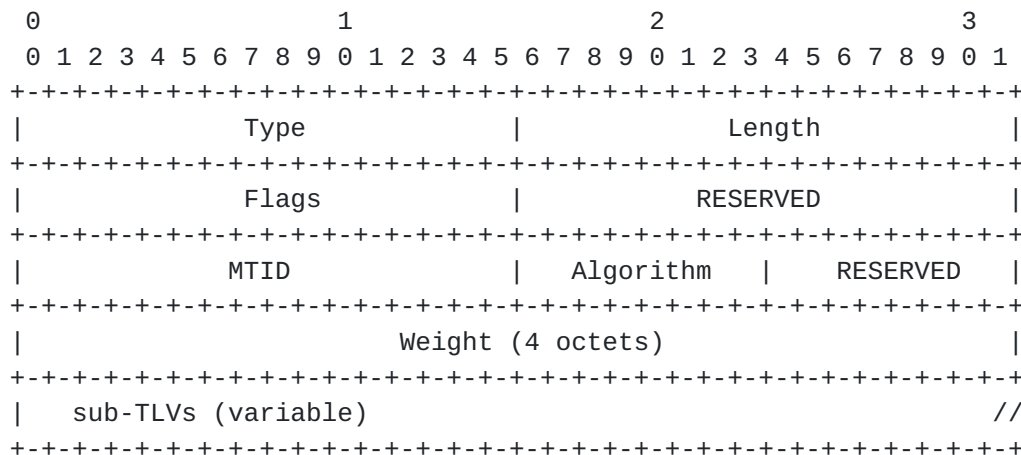 0                   1                   2                   3
 0 1 2 3 4 5 6 7 8 9 0 1 2 3 4 5 6 7 8 9 0 1 2 3 4 5 6 7 8 9 0 1
+-+-+-+-+-+-+-+-+-+-+-+-+-+-+-+-+-+-+-+-+-+-+-+-+-+-+-+-+-+-+-+-+
|              Type             |             Length            |
+-+-+-+-+-+-+-+-+-+-+-+-+-+-+-+-+-+-+-+-+-+-+-+-+-+-+-+-+-+-+-+-+
|              Flags            |           RESERVED            |
+-+-+-+-+-+-+-+-+-+-+-+-+-+-+-+-+-+-+-+-+-+-+-+-+-+-+-+-+-+-+-+-+
|             MTID              |   Algorithm   |    RESERVED   |
+-+-+-+-+-+-+-+-+-+-+-+-+-+-+-+-+-+-+-+-+-+-+-+-+-+-+-+-+-+-+-+-+
|                        Weight (4 octets)                      |
+-+-+-+-+-+-+-+-+-+-+-+-+-+-+-+-+-+-+-+-+-+-+-+-+-+-+-+-+-+-+-+-+
|   sub-TLVs (variable)                                        //
+-+-+-+-+-+-+-+-+-+-+-+-+-+-+-+-+-+-+-+-+-+-+-+-+-+-+-+-+-+-+-+-+